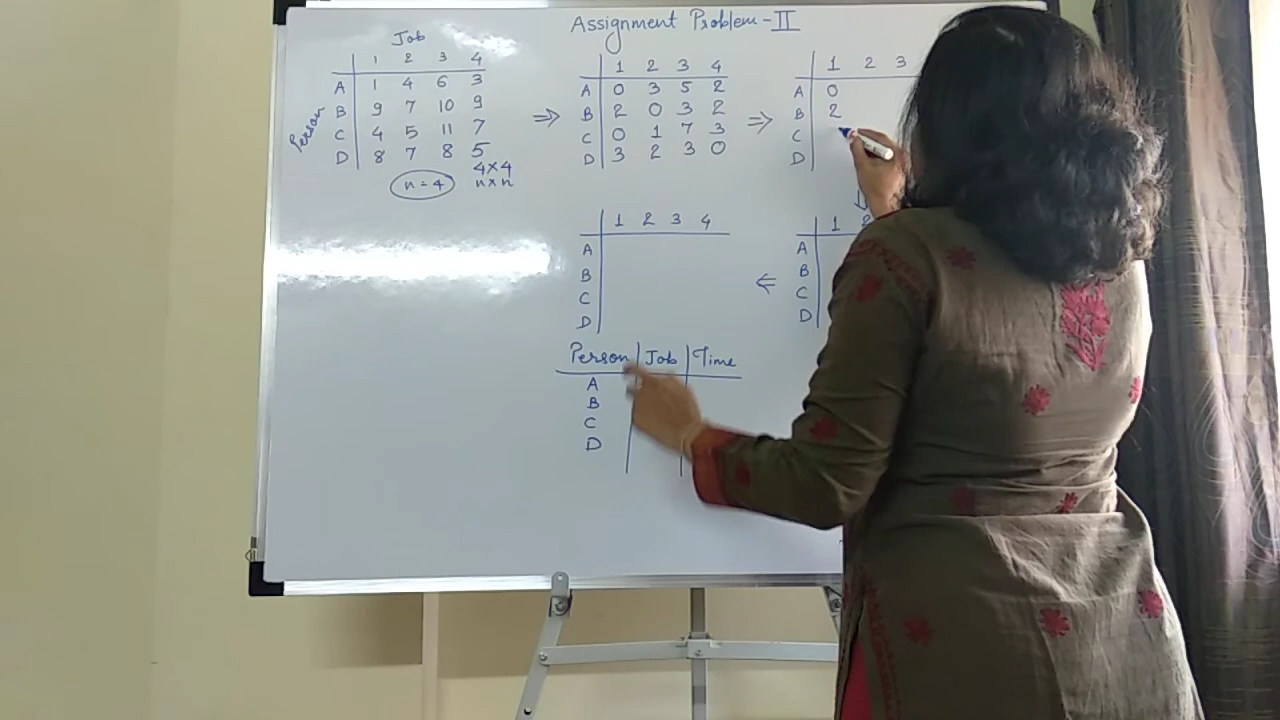 Assignment Problem-II
Job
1 2 3 4
A 1 4 6 3
B 9 7 10 9
C 4 5 11 7
D 8 7 8 5
Person
n = 4
4×4
n×n
⇒
1 2 3 4
A 0 3 5 2
B 2 0 3 2
C 0 1 7 3
D 3 2 3 0
⇒
1 2 3
A 0
B 2
C
D
↓
1
A
B
C
D
⇐
1 2 3 4
A
B
C
D
Person Job Time
A
B
C
D